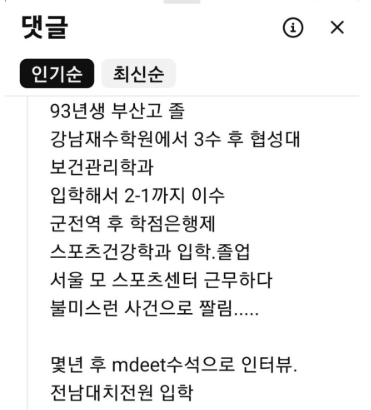 댓글
인기순
최신순
93년생 부산고 졸
강남재수학원에서 3수 후 협성대
보건관리학과
입학해서 2-1까지 이수
군전역 후 학점은행제
스포츠건강학과 입학.졸업
서울 모 스포츠센터 근무하다
불미스런 사건으로 짤림.....
몇년 후 mdeet수석으로 인터뷰.
전남대치전원 입학